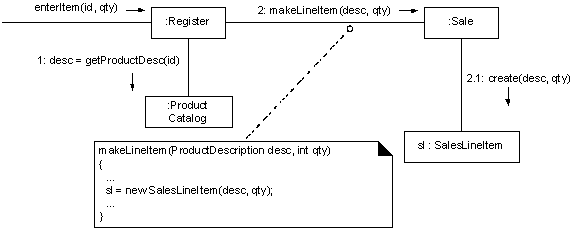 enterItem(id, qty)
:Register
2: makeLineItem(desc, qty)
:Sale
1: desc = getProductDesc(id)
2.1: create(desc, qty)
:Product
Catalog
makeLineItem(ProductDescription desc, int qty)
{
...
sl = new SalesLineItem(desc, qty);
...
}
sl : SalesLineItem